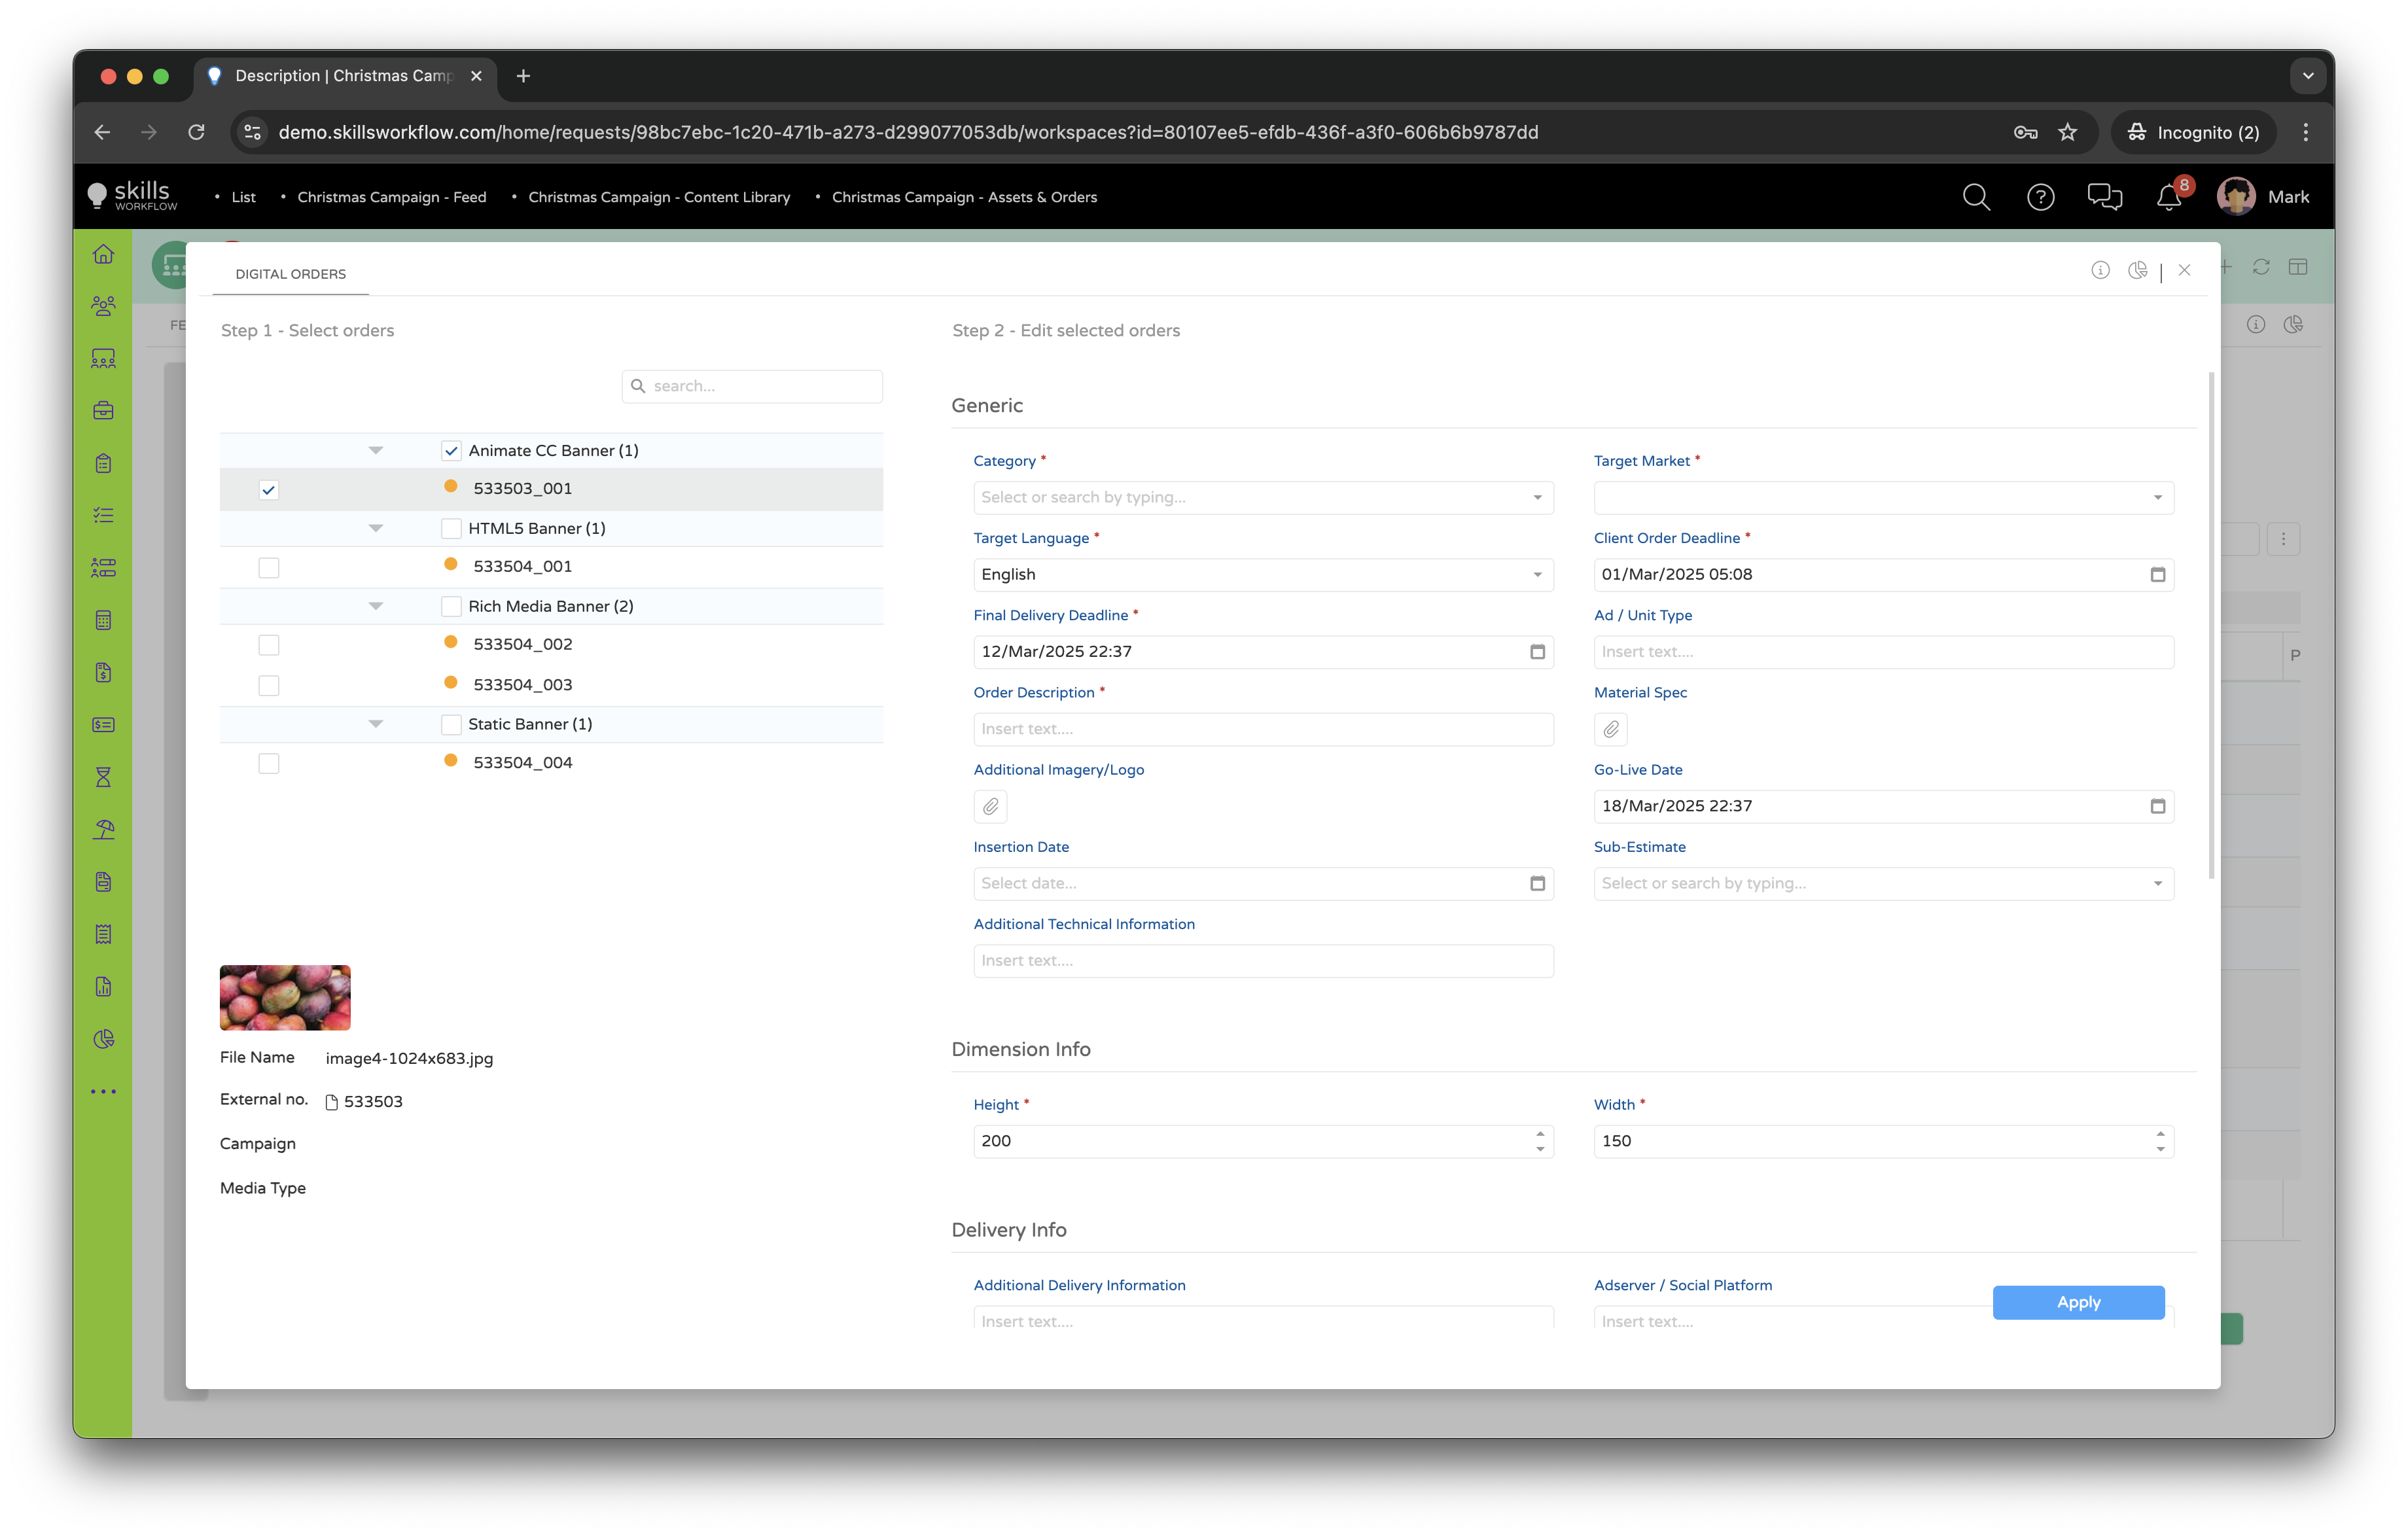 Description | Christmas Camp
demo.skillsworkflow.com/home/requests/98bc7ebc-1c20-471b-a273-d299077053db/workspaces?id=80107ee5-efdb-436f-a3f0-606b6b9787dd
Incognito (2)
skills
WORKFLOW
• List
• Christmas Campaign - Feed
• Christmas Campaign - Content Library
• Christmas Campaign - Assets & Orders
8
Mark
FE
DIGITAL ORDERS
Step 1 - Select orders
search...
Animate CC Banner (1)
533503_001
HTML5 Banner (1)
533504_001
Rich Media Banner (2)
533504_002
533504_003
Static Banner (1)
533504_004
File Name image4-1024x683.jpg
External no. 533503
Campaign
Media Type
Step 2 - Edit selected orders
Generic
Category *
Select or search by typing...
Target Market *
Target Language *
English
Client Order Deadline *
01/Mar/2025 05:08
Final Delivery Deadline *
12/Mar/2025 22:37
Ad / Unit Type
Insert text....
Order Description *
Insert text....
Material Spec
Additional Imagery/Logo
Go-Live Date
18/Mar/2025 22:37
Insertion Date
Select date...
Sub-Estimate
Select or search by typing...
Additional Technical Information
Insert text....
Dimension Info
Height *
200
Width *
150
Delivery Info
Additional Delivery Information
Insert text....
Adserver / Social Platform
Insert text....
Apply
P